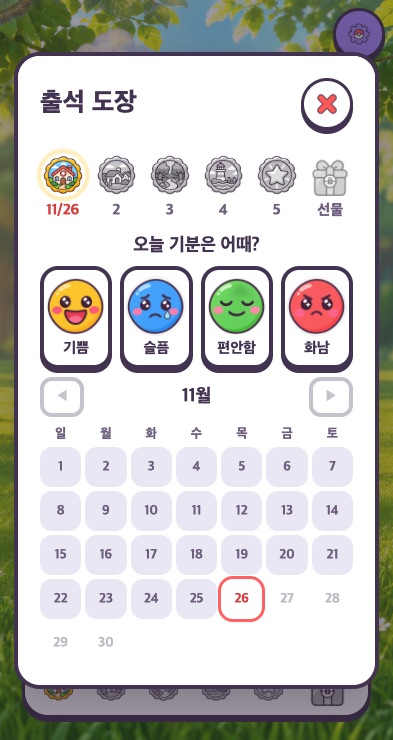 출석 도장
11/26 2 3 4 5 선물
오늘 기분은 어때?
기쁨 슬픔 편안함 화남
11월
일 월 화 수 목 금 토
1 2 3 4 5 6 7
8 9 10 11 12 13 14
15 16 17 18 19 20 21
22 23 24 25 26 27 28
29 30